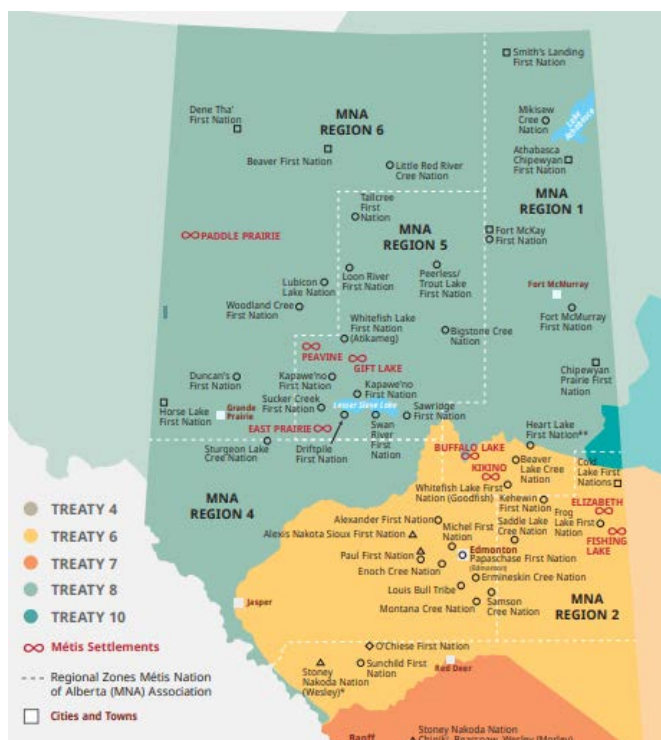 Smith's Landing
First Nation
Dene Tha'
First Nation
MNA
REGION 6
Mikisew
Cree
Nation
Lake
Athabasca
Beaver First Nation
Little Red River
Cree Nation
Athabasca
Chipewyan
First Nation
Tallcree
First
Nation
MNA
REGION 1
MNA
REGION 5
PADDLE PRAIRIE
Fort McKay
First Nation
Lubicon
Lake Nation
Loon River
First Nation
Peerless/
Trout Lake
First Nation
Fort McMurray
Woodland Cree
First Nation
Fort McMurray
First Nation
Whitefish Lake
First Nation
(Atikameg)
Bigstone Cree
Nation
PEAVINE
GIFT LAKE
Chipewyan
Prairie First
Nation
Duncan's
First Nation
Kapawe'no
First Nation
Kapawe'no
First Nation
Horse Lake
First Nation
Grande
Prairie
Sucker Creek
First Nation
Lesser Slave Lake
Sawridge
First Nation
EAST PRAIRIE
Swan
River
First
Nation
Heart Lake
First Nation**
Sturgeon Lake
Cree Nation
Driftpile
First Nation
BUFFALO LAKE
KIKINO
Beaver
Lake Cree
Nation
Cold
Lake First
Nations
MNA
REGION 4
Whitefish Lake First
Nation (Goodfish)
Kehewin
First Nation
ELIZABETH
TREATY 4
TREATY 6
TREATY 7
TREATY 8
TREATY 10
Métis Settlements
Regional Zones Métis Nation
of Alberta (MNA) Association
Cities and Towns
Alexander First Nation
Michel First
Nation
Saddle Lake
Cree Nation
Frog
Lake First
Nation
FISHING
LAKE
Alexis Nakota Sioux First Nation
Paul First Nation
Edmonton
Papaschase First Nation
(Edmonton)
Enoch Cree Nation
Ermineskin Cree Nation
Louis Bull Tribe
Montana Cree Nation
Samson
Cree Nation
MNA
REGION 2
Jasper
O'Chiese First Nation
Stoney
Nakoda Nation
(Wesley)*
Sunchild First
Nation
Red Deer
Banff
Stoney Nakoda Nation
Chiniki, Bearspaw, Wesley (Morley)